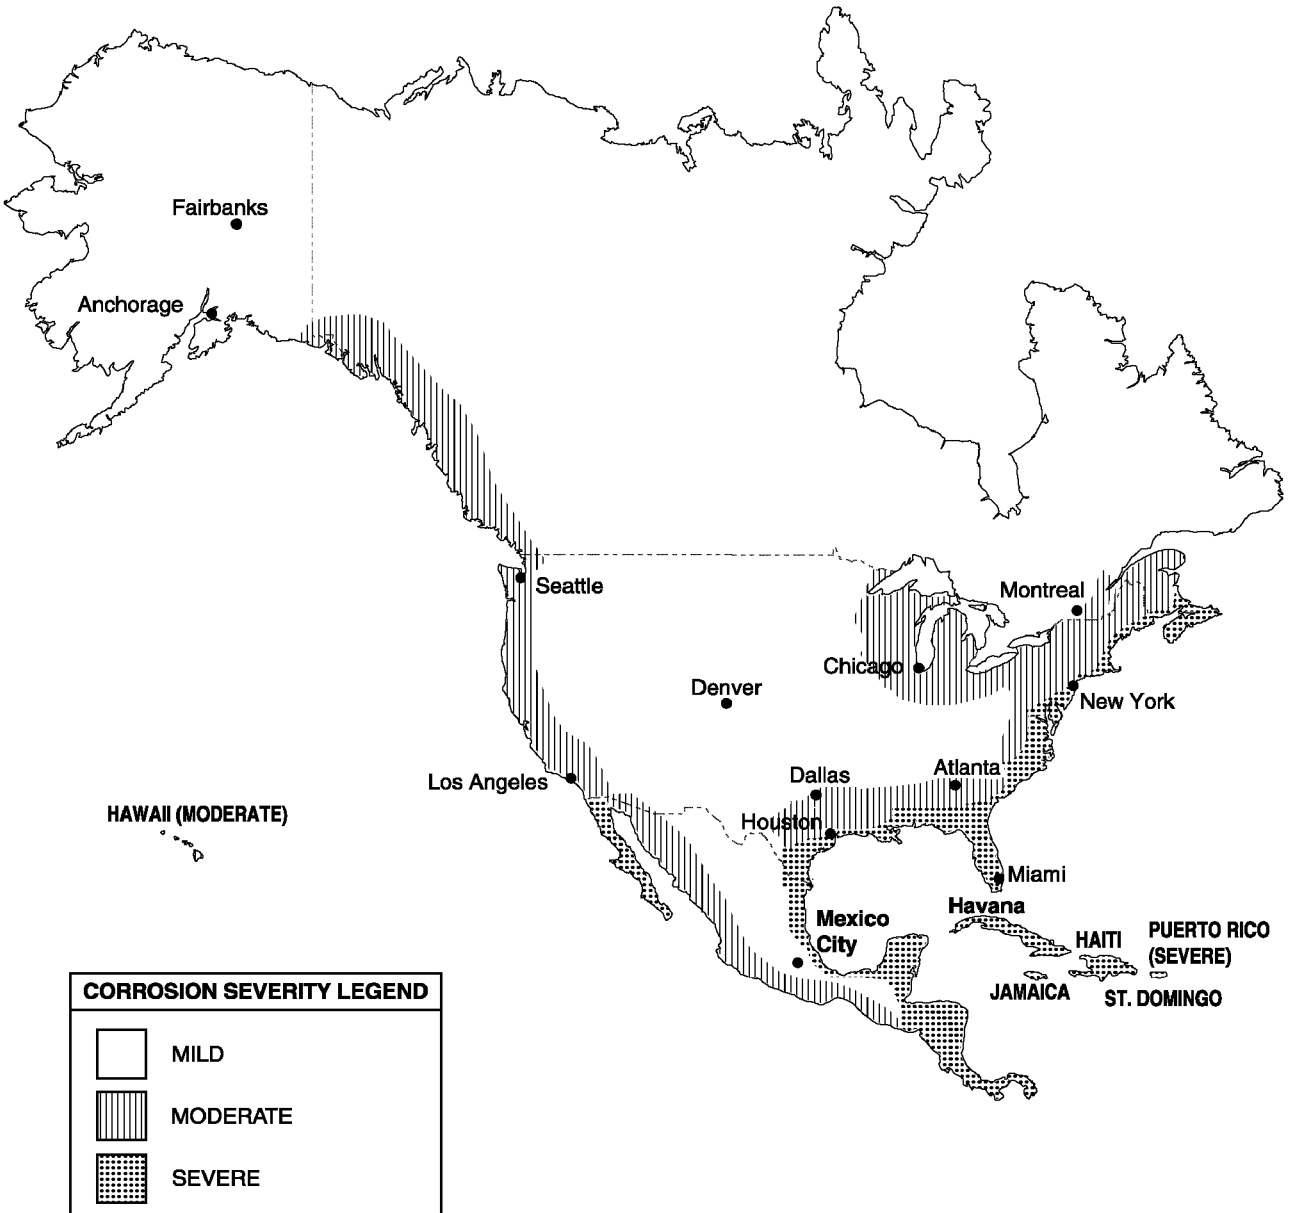 Fairbanks
Anchorage
Seattle
Montreal
Chicago
Denver
New York
Los Angeles
Dallas
Atlanta
HAWAII (MODERATE)
Houston
Miami
Havana
Mexico
City
HAITI
PUERTO RICO
(SEVERE)
JAMAICA
ST. DOMINGO
CORROSION SEVERITY LEGEND
MILD
MODERATE
SEVERE